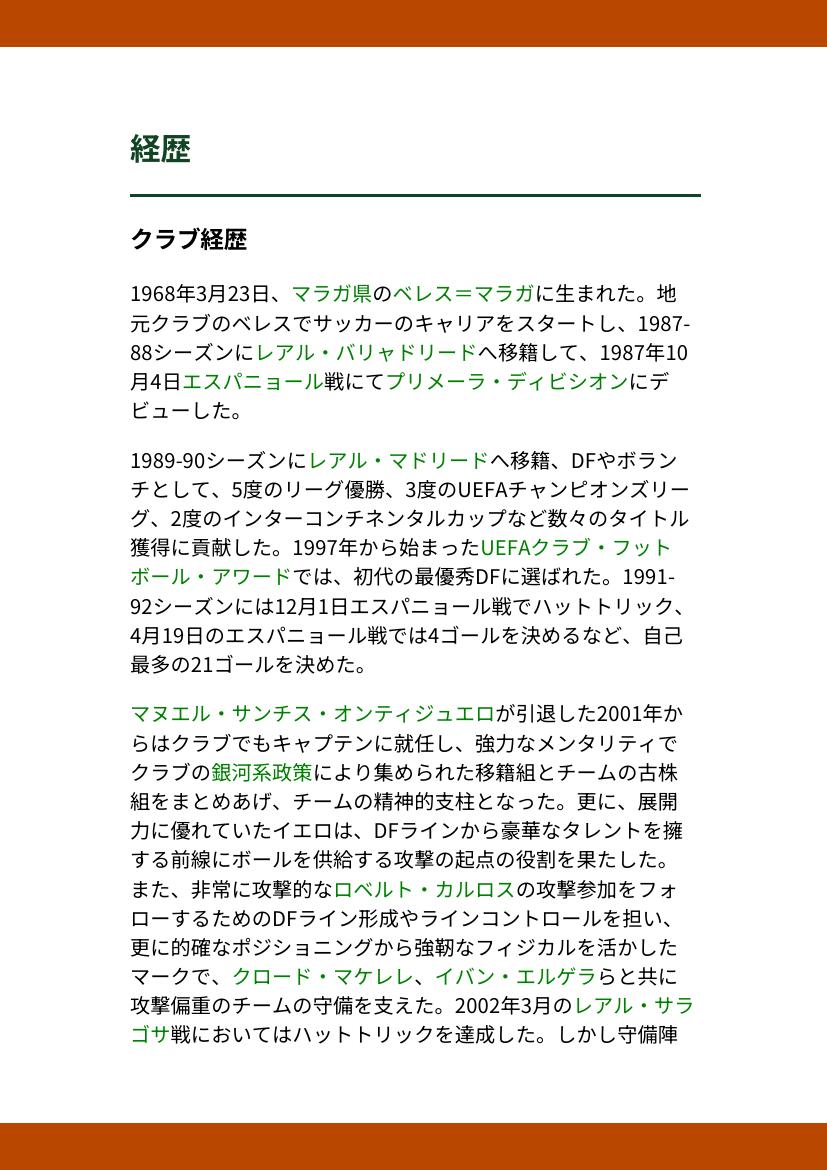 経歴
クラブ経歴
1968年3月23日、マラガ県のベレス＝マラガに生まれた。地
元クラブのベレスでサッカーのキャリアをスタートし、1987-
88シーズンにレアル・バリャドリードへ移籍して、1987年10
月4日エスパニョール戦にてプリメーラ・ディビシオンにデ
ビューした。
1989-90シーズンにレアル・マドリードへ移籍、DFやボラン
チとして、5度のリーグ優勝、3度のUEFAチャンピオンズリー
グ、2度のインターコンチネンタルカップなど数々のタイトル
獲得に貢献した。1997年から始まったUEFAクラブ・フット
ボール・アワードでは、初代の最優秀DFに選ばれた。1991-
92シーズンには12月1日エスパニョール戦でハットトリック、
4月19日のエスパニョール戦では4ゴールを決めるなど、自己
最多の21ゴールを決めた。
マヌエル・サンチス・オンティジュエロが引退した2001年か
らはクラブでもキャプテンに就任し、強力なメンタリティで
クラブの銀河系政策により集められた移籍組とチームの古株
組をまとめあげ、チームの精神的支柱となった。更に、展開
力に優れていたイエロは、DFラインから豪華なタレントを擁
する前線にボールを供給する攻撃の起点の役割を果たした。
また、非常に攻撃的なロベルト・カルロスの攻撃参加をフォ
ローするためのDFライン形成やラインコントロールを担い、
更に的確なポジショニングから強靭なフィジカルを活かした
マークで、クロード・マケレレ、イバン・エルゲラらと共に
攻撃偏重のチームの守備を支えた。2002年3月のレアル・サラ
ゴサ戦においてはハットトリックを達成した。しかし守備陣